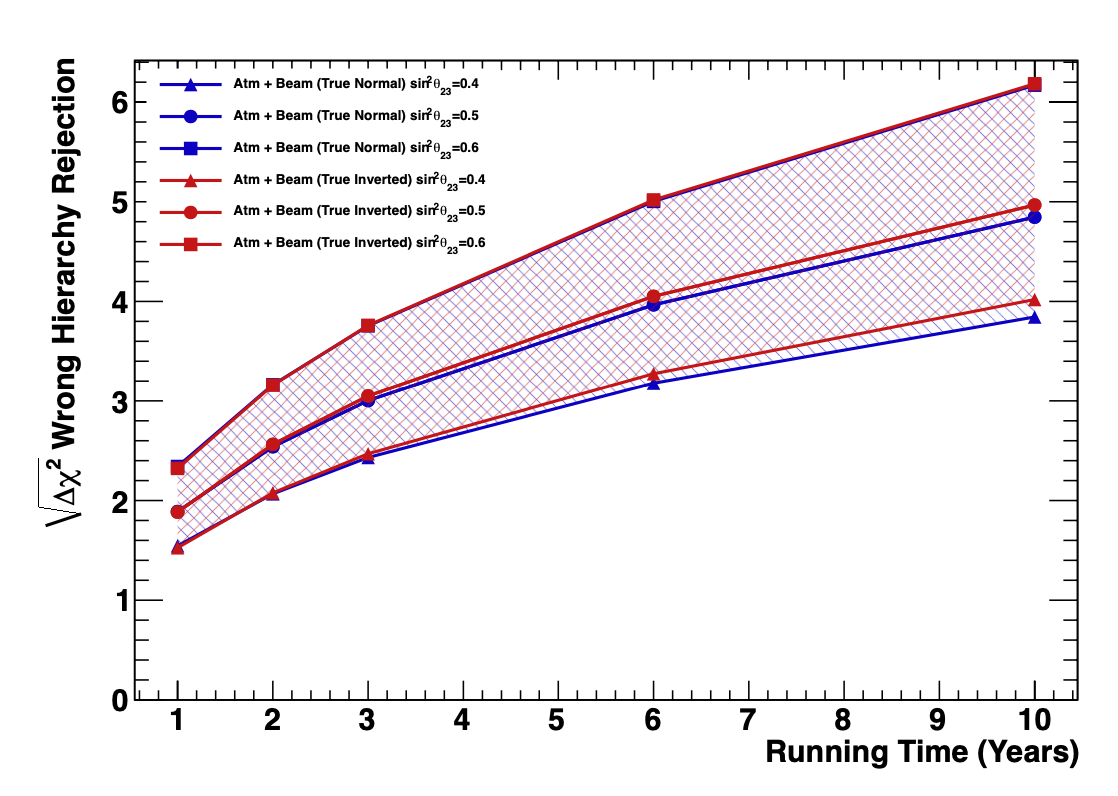 √Δχ² Wrong Hierarchy Rejection
Atm + Beam (True Normal) sin²θ₂₃=0.4
Atm + Beam (True Normal) sin²θ₂₃=0.5
Atm + Beam (True Normal) sin²θ₂₃=0.6
Atm + Beam (True Inverted) sin²θ₂₃=0.4
Atm + Beam (True Inverted) sin²θ₂₃=0.5
Atm + Beam (True Inverted) sin²θ₂₃=0.6
6
5
4
3
2
1
0
1 2 3 4 5 6 7 8 9 10
Running Time (Years)